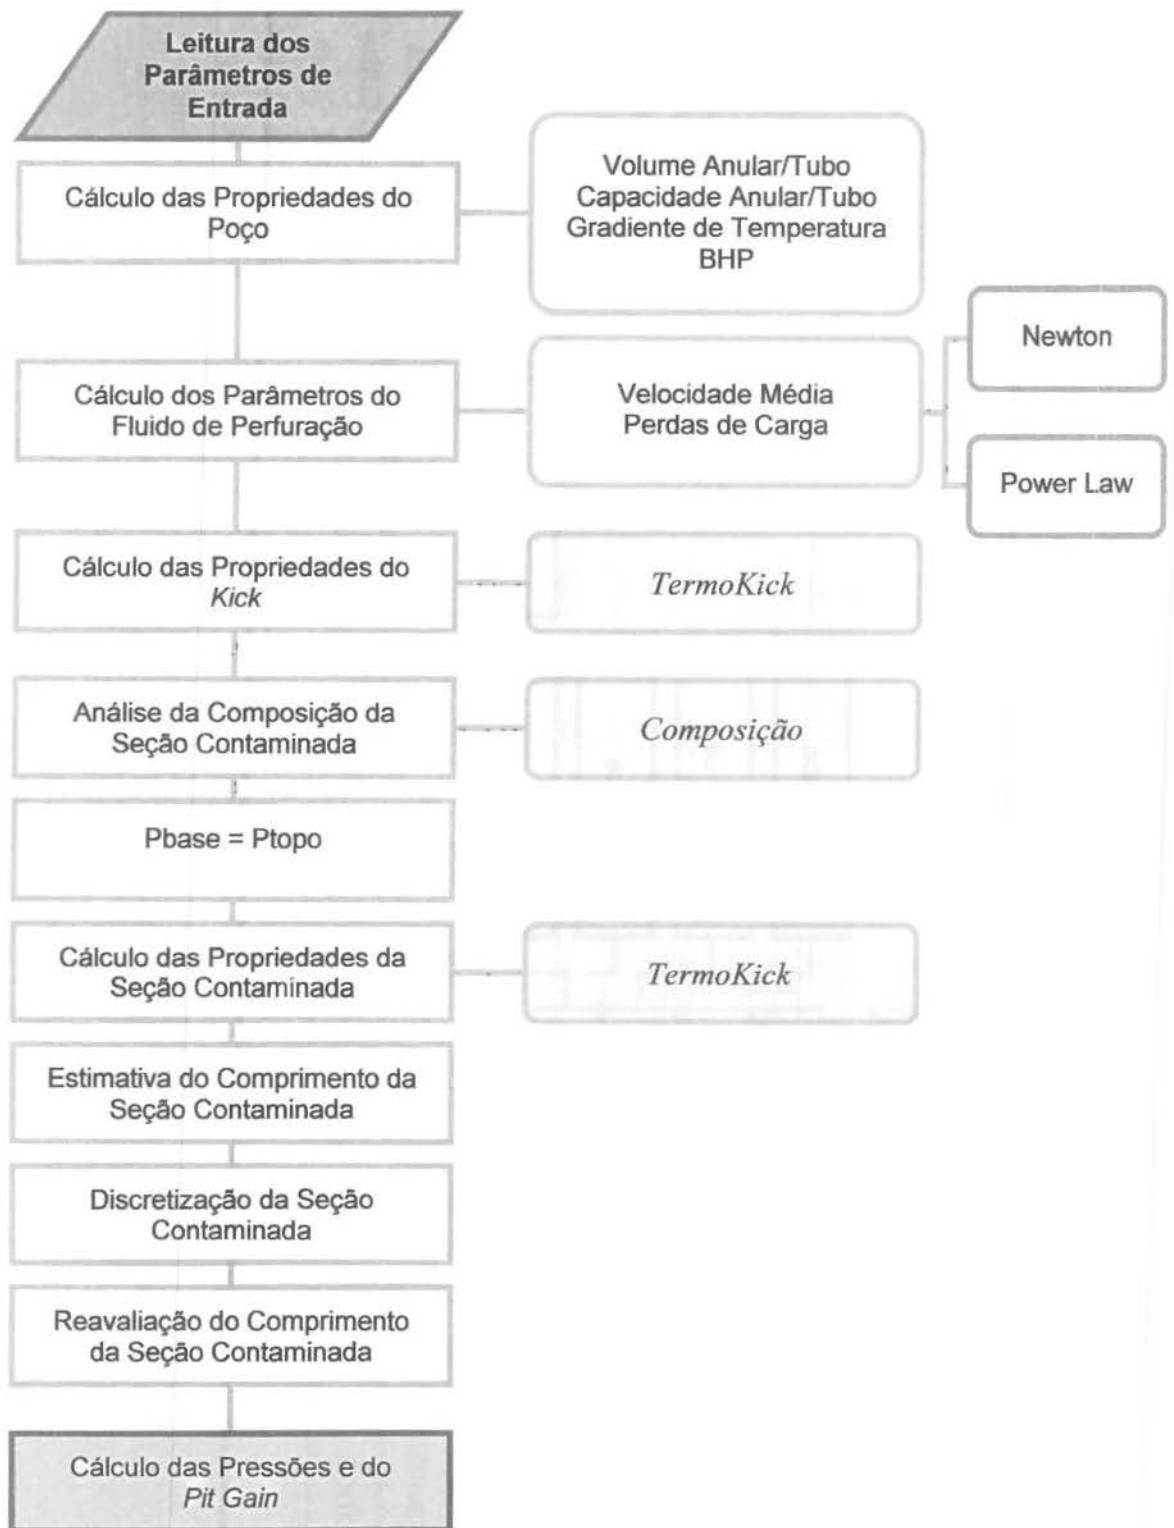 Leitura dos
Parâmetros de
Entrada
Cálculo das Propriedades do
Poço
Volume Anular/Tubo
Capacidade Anular/Tubo
Gradiente de Temperatura
BHP
Cálculo dos Parâmetros do
Fluido de Perfuração
Velocidade Média
Perdas de Carga
Newton
Power Law
Cálculo das Propriedades do
Kick
TermoKick
Análise da Composição da
Seção Contaminada
Composição
Pbase = Ptopo
Cálculo das Propriedades da
Seção Contaminada
TermoKick
Estimativa do Comprimento da
Seção Contaminada
Discretização da Seção
Contaminada
Reavaliação do Comprimento
da Seção Contaminada
Cálculo das Pressões e do
Pit Gain